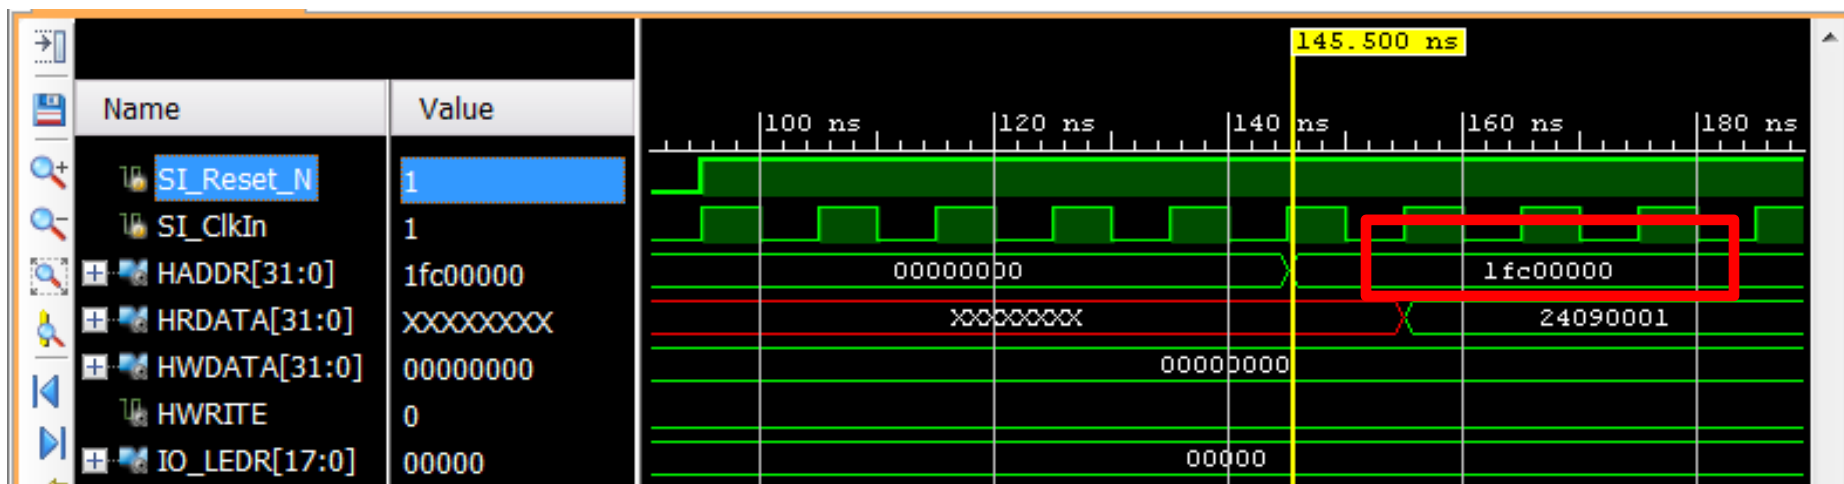 145.500 ns
Name Value
100 ns 120 ns 140 ns 160 ns 180 ns
SI_Reset_N 1
SI_ClkIn 1
HADDR[31:0] 1fc00000 00000000 1fc00000
HRDATA[31:0] XXXXXXXX XXXXXXXX 24090001
HWDATA[31:0] 00000000 00000000
HWRITE 0
IO_LEDR[17:0] 00000 00000